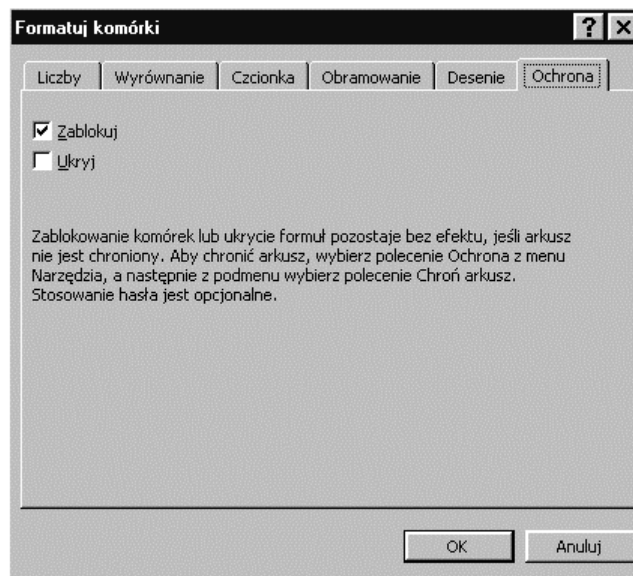 Formatuj komórki
Liczby Wyrównanie Czcionka Obramowanie Desenie Ochrona
Zablokuj
Ukryj
Zablokowanie komórek lub ukrycie formuł pozostaje bez efektu, jeśli arkusz
nie jest chroniony. Aby chronić arkusz, wybierz polecenie Ochrona z menu
Narzędzia, a następnie z podmenu wybierz polecenie Chroń arkusz.
Stosowanie hasła jest opcjonalne.
OK Anuluj